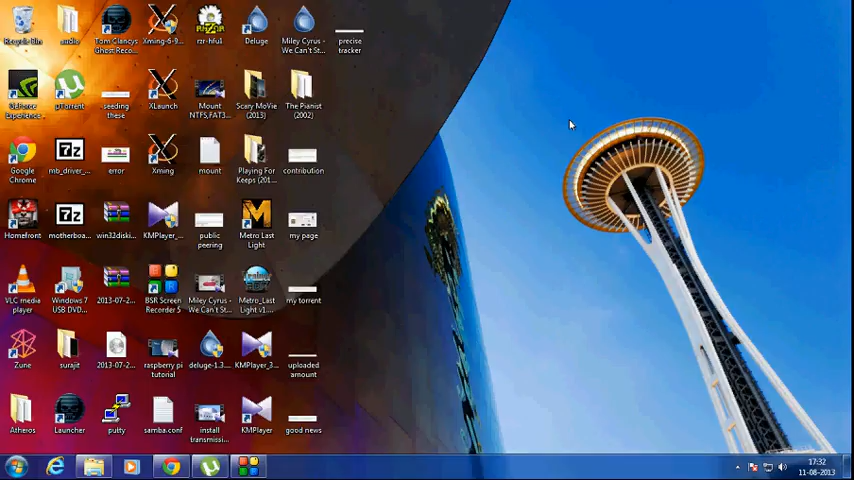 Recycle Bin
audio
Tom Clancys
Ghost Reco...
Xming-6-9...
rzr-hfu1
Deluge
Miley Cyrus -
We Can't St...
precise
tracker
GeForce
Experience...
µTorrent
seeding
these
XLaunch
Mount
NTFS,FAT3...
Scary MoVie
(2013)
The Pianist
(2002)
Google
Chrome
7z
mb_driver_...
error
Xming
mount
Playing For
Keeps (201...
contribution
Homefront
7z
motherboa...
win32diski...
KMPlayer_...
public
peering
Metro Last
Light
my page
VLC media
player
Windows 7
USB DVD...
2013-07-2...
BSR Screen
Recorder 5
Miley Cyrus -
We Can't St...
Metro_Last
Light v1....
my torrent
Zune
surajit
2013-07-2...
raspberry pi
tutorial
deluge-1.3....
KMPlayer_3...
uploaded
amount
Atheros
Launcher
putty
samba.conf
install
transmissi...
KMPlayer
good news
17:32
11-08-2013